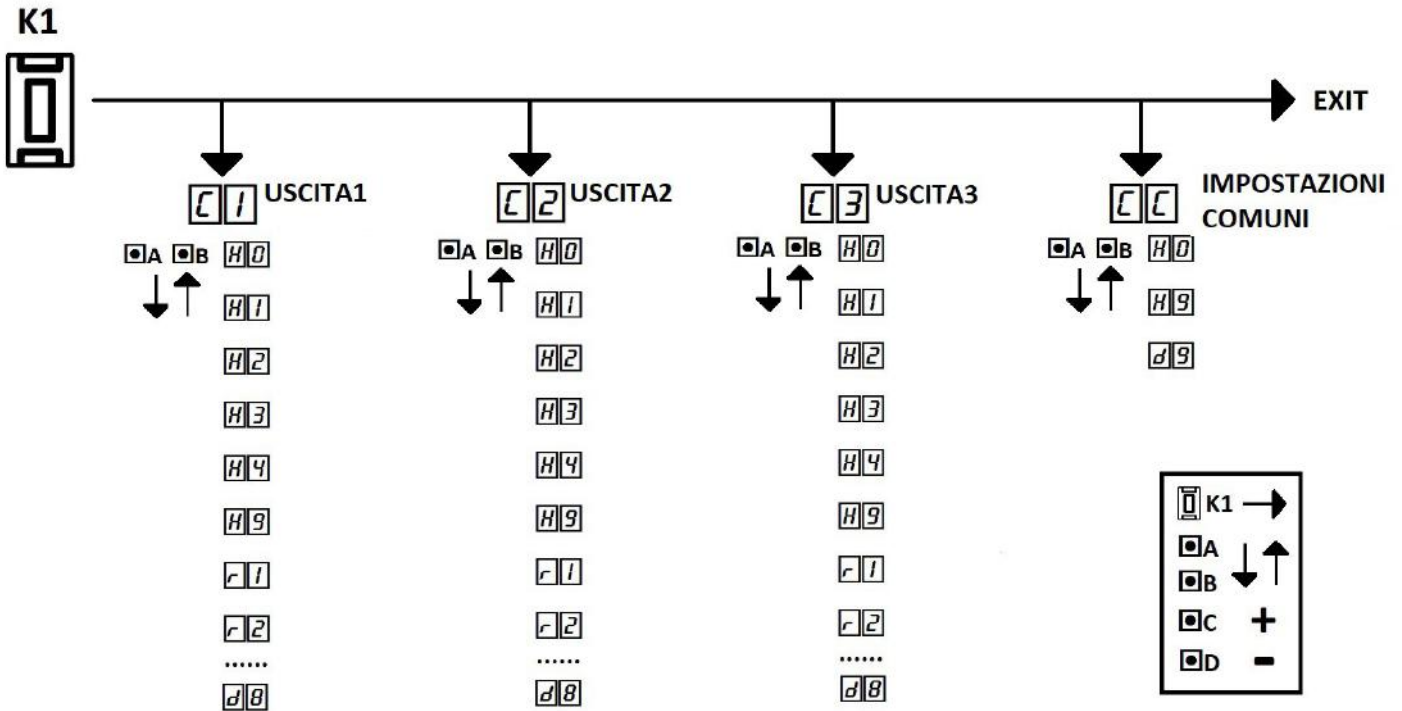 K1
EXIT
C1 USCITA1
C2 USCITA2
C3 USCITA3
CC IMPOSTAZIONI
COMUNI
A B H0
A B H0
A B H0
A B H0
H1
H1
H1
H9
H2
H2
H2
d9
H3
H3
H3
H4
H4
H4
H9
H9
H9
r1
r1
r1
r2
r2
r2
......
......
......
d8
d8
d8
K1
A
B
C +
D -